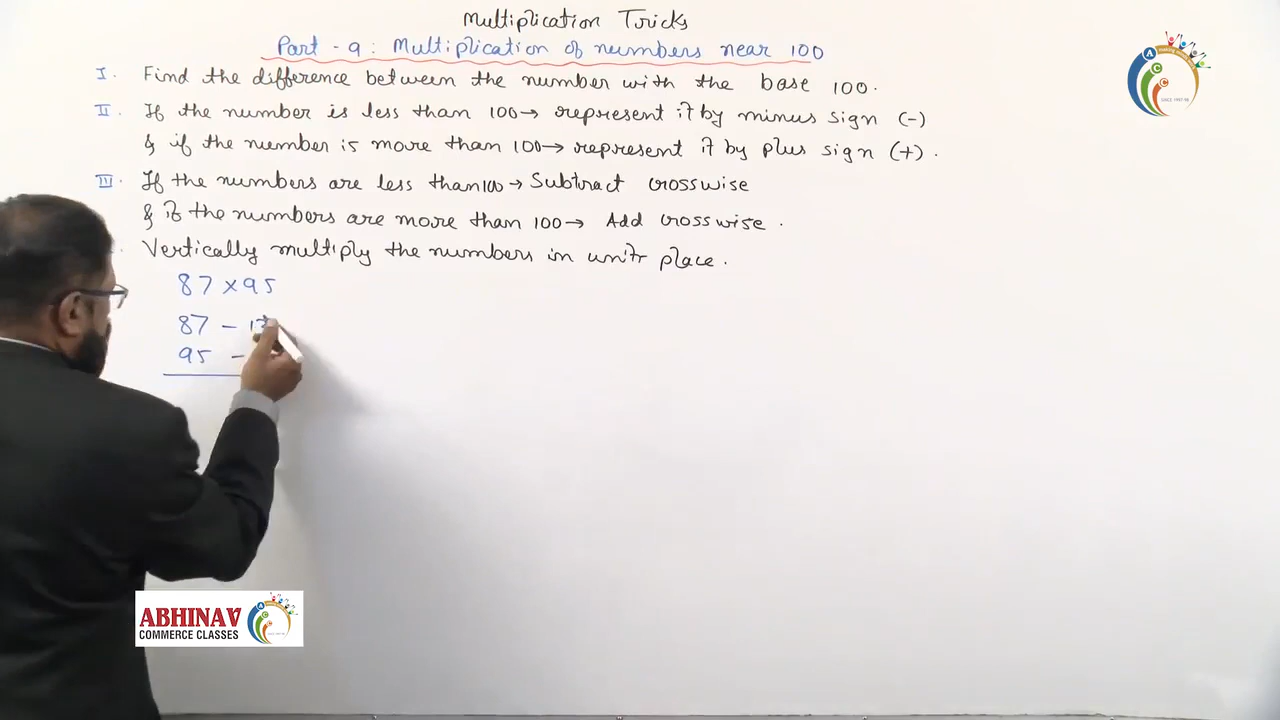 Multiplication Tricks
Part - 9 : Multiplication of numbers near 100
I. Find the difference between the number with the base 100.
II. If the number is less than 100 → represent it by minus sign (-)
& if the number is more than 100 → represent it by plus sign (+).
III. If the numbers are less than 100 → Subtract crosswise
& if the numbers are more than 100 → Add crosswise.
Vertically multiply the numbers in unit place.
87 x 95
87 - 13
95 -
SINCE 1997-98
ABHINAV
COMMERCE CLASSES